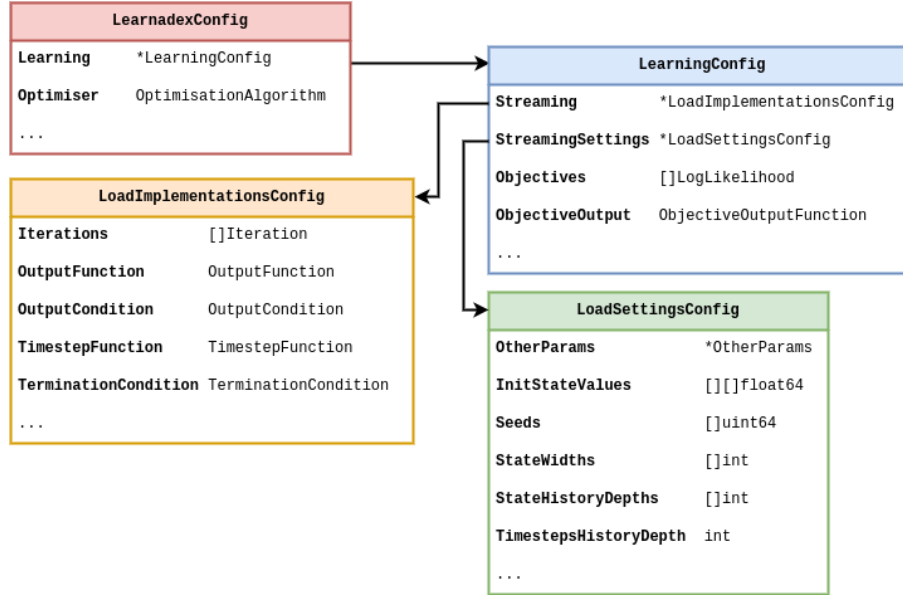 LearnadexConfig
Learning *LearningConfig
Optimiser OptimisationAlgorithm
...
LearningConfig
Streaming *LoadImplementationsConfig
StreamingSettings *LoadSettingsConfig
Objectives []LogLikelihood
ObjectiveOutput ObjectiveOutputFunction
...
LoadImplementationsConfig
Iterations []Iteration
OutputFunction OutputFunction
OutputCondition OutputCondition
TimestepFunction TimestepFunction
TerminationCondition TerminationCondition
...
LoadSettingsConfig
OtherParams *OtherParams
InitStateValues [][]float64
Seeds []uint64
StateWidths []int
StateHistoryDepths []int
TimestepsHistoryDepth int
...